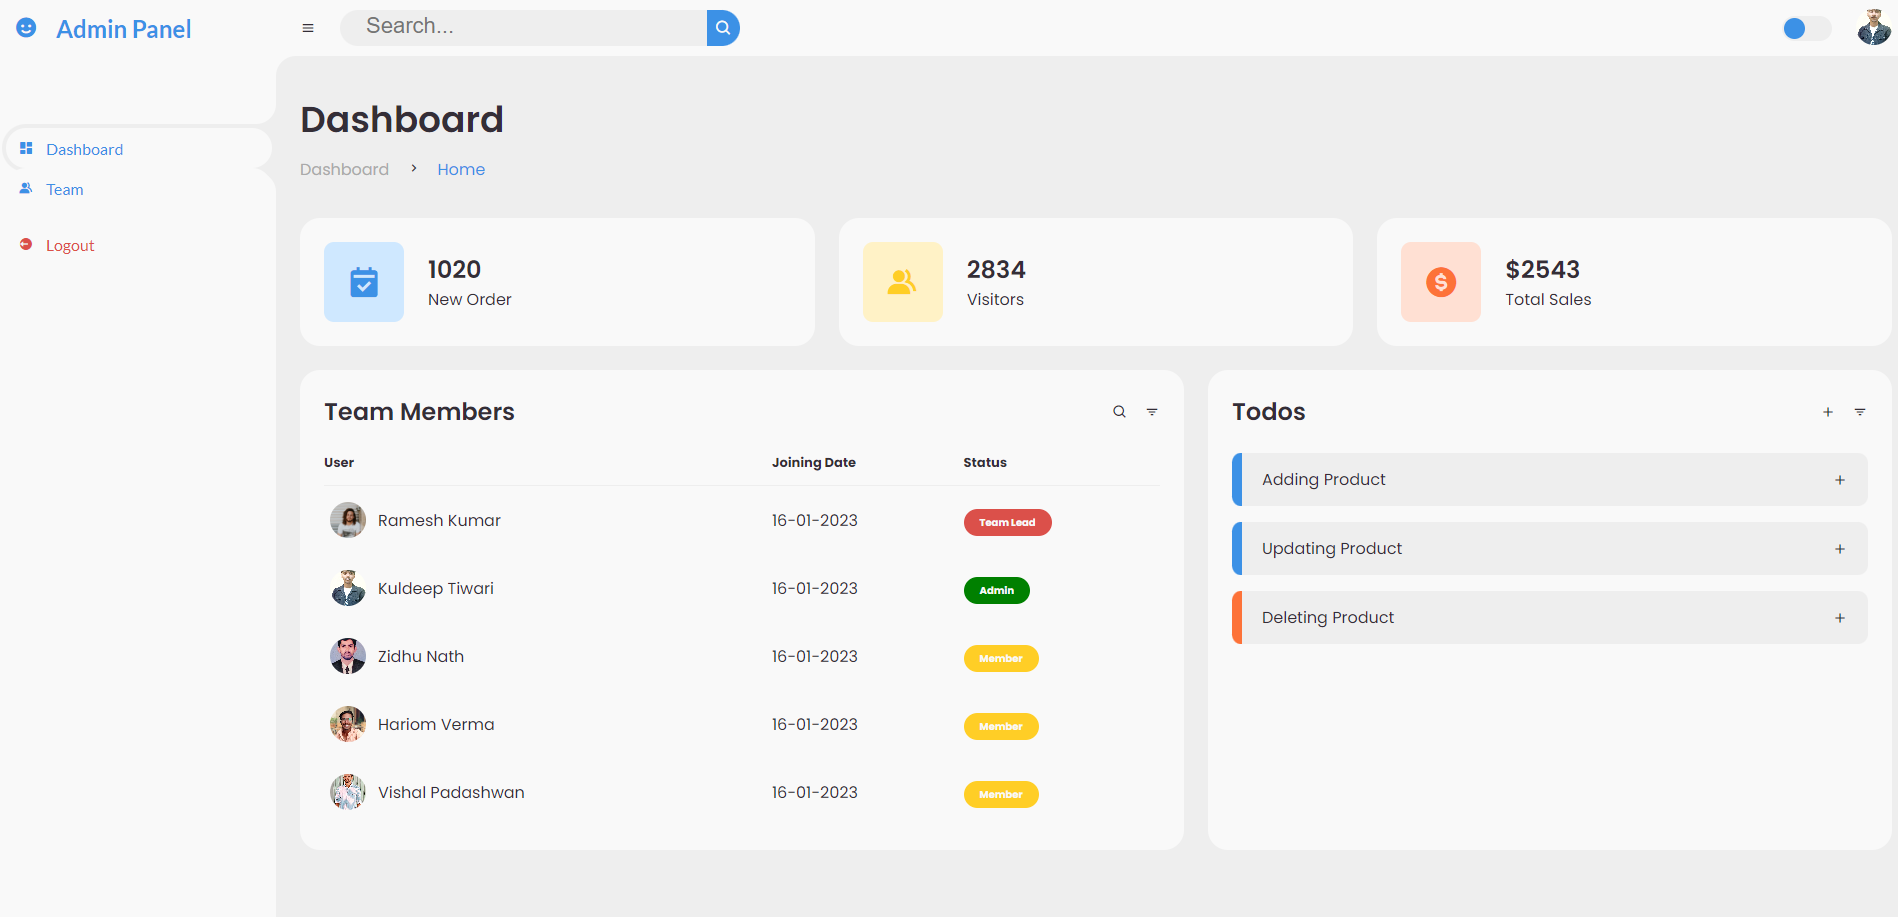 Admin Panel
Search...
Dashboard
Team
Logout
Dashboard
Dashboard
Home
1020
New Order
2834
Visitors
$2543
Total Sales
Team Members
User Joining Date Status
Ramesh Kumar 16-01-2023 Team Lead
Kuldeep Tiwari 16-01-2023 Admin
Zidhu Nath 16-01-2023 Member
Hariom Verma 16-01-2023 Member
Vishal Padashwan 16-01-2023 Member
Todos
Adding Product
Updating Product
Deleting Product